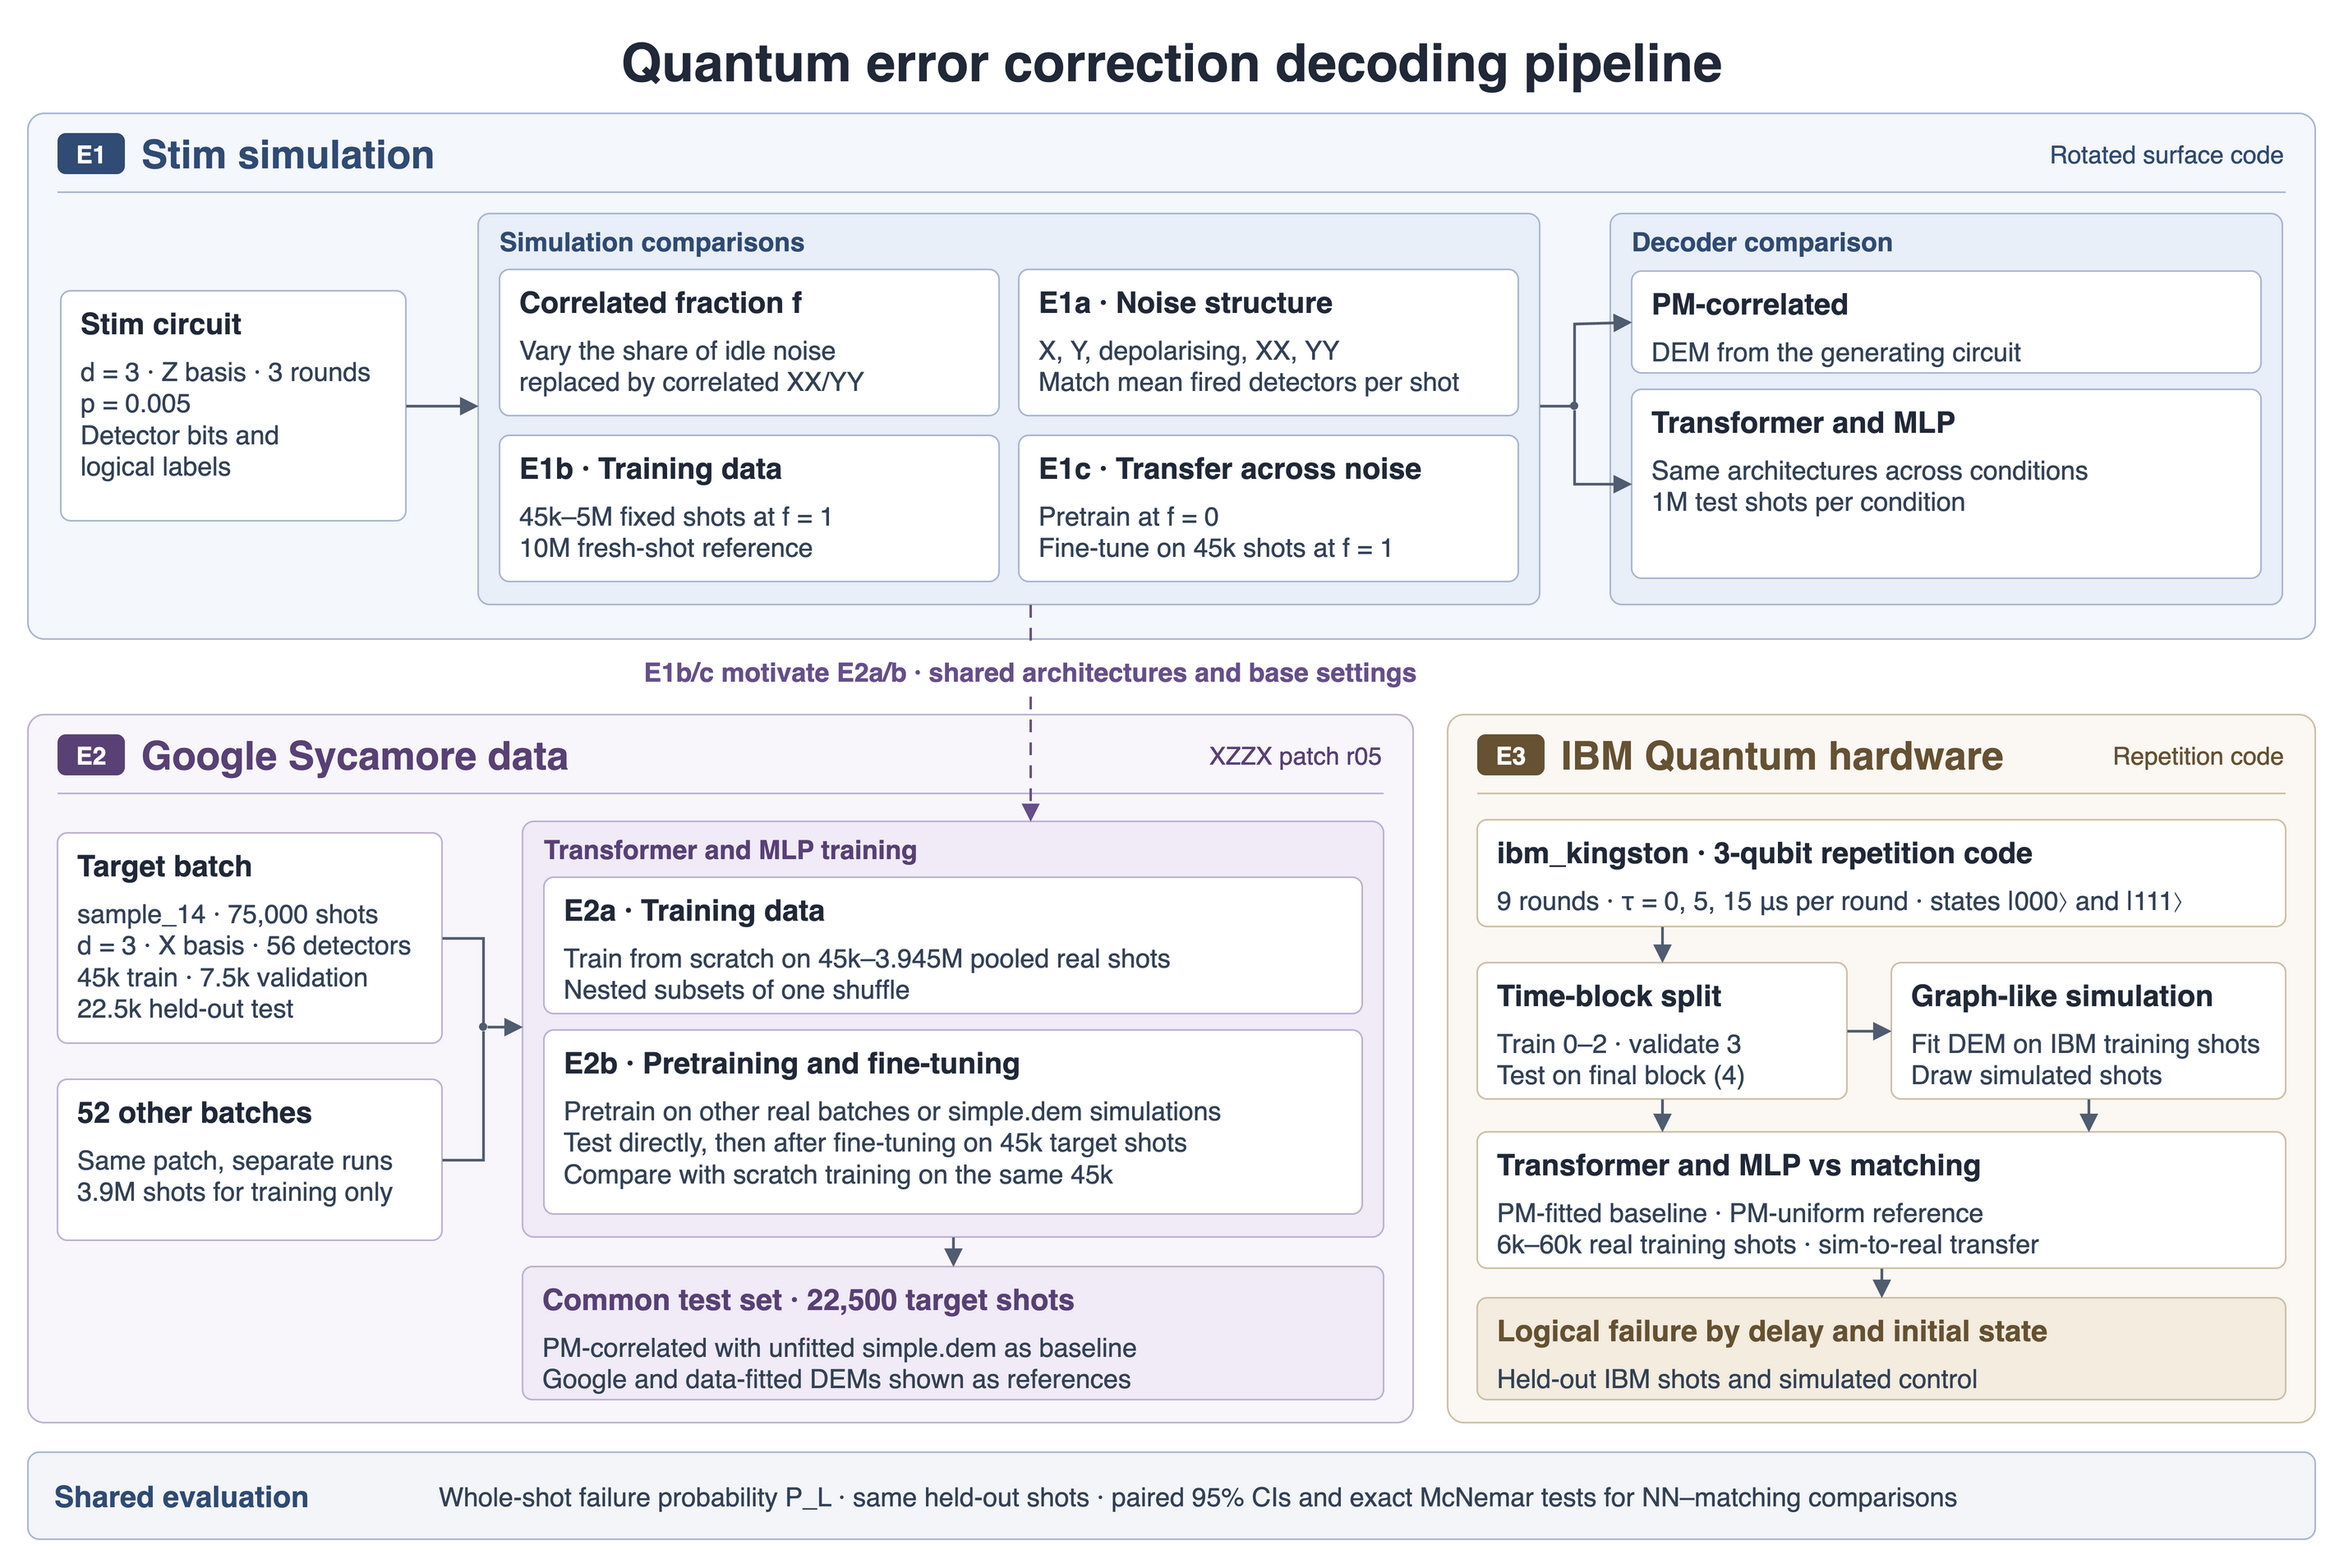 Quantum error correction decoding pipeline
E1 Stim simulation
Rotated surface code
Stim circuit
d = 3 · Z basis · 3 rounds
p = 0.005
Detector bits and
logical labels
Simulation comparisons
Correlated fraction f
Vary the share of idle noise
replaced by correlated XX/YY
E1a · Noise structure
X, Y, depolarising, XX, YY
Match mean fired detectors per shot
E1b · Training data
45k–5M fixed shots at f = 1
10M fresh-shot reference
E1c · Transfer across noise
Pretrain at f = 0
Fine-tune on 45k shots at f = 1
Decoder comparison
PM-correlated
DEM from the generating circuit
Transformer and MLP
Same architectures across conditions
1M test shots per condition
E1b/c motivate E2a/b · shared architectures and base settings
E2 Google Sycamore data
XZZX patch r05
Target batch
sample_14 · 75,000 shots
d = 3 · X basis · 56 detectors
45k train · 7.5k validation
22.5k held-out test
52 other batches
Same patch, separate runs
3.9M shots for training only
Transformer and MLP training
E2a · Training data
Train from scratch on 45k–3.945M pooled real shots
Nested subsets of one shuffle
E2b · Pretraining and fine-tuning
Pretrain on other real batches or simple.dem simulations
Test directly, then after fine-tuning on 45k target shots
Compare with scratch training on the same 45k
Common test set · 22,500 target shots
PM-correlated with unfitted simple.dem as baseline
Google and data-fitted DEMs shown as references
E3 IBM Quantum hardware
Repetition code
ibm_kingston · 3-qubit repetition code
9 rounds · τ = 0, 5, 15 μs per round · states |000⟩ and |111⟩
Time-block split
Train 0–2 · validate 3
Test on final block (4)
Graph-like simulation
Fit DEM on IBM training shots
Draw simulated shots
Transformer and MLP vs matching
PM-fitted baseline · PM-uniform reference
6k–60k real training shots · sim-to-real transfer
Logical failure by delay and initial state
Held-out IBM shots and simulated control
Shared evaluation
Whole-shot failure probability P_L · same held-out shots · paired 95% CIs and exact McNemar tests for NN–matching comparisons